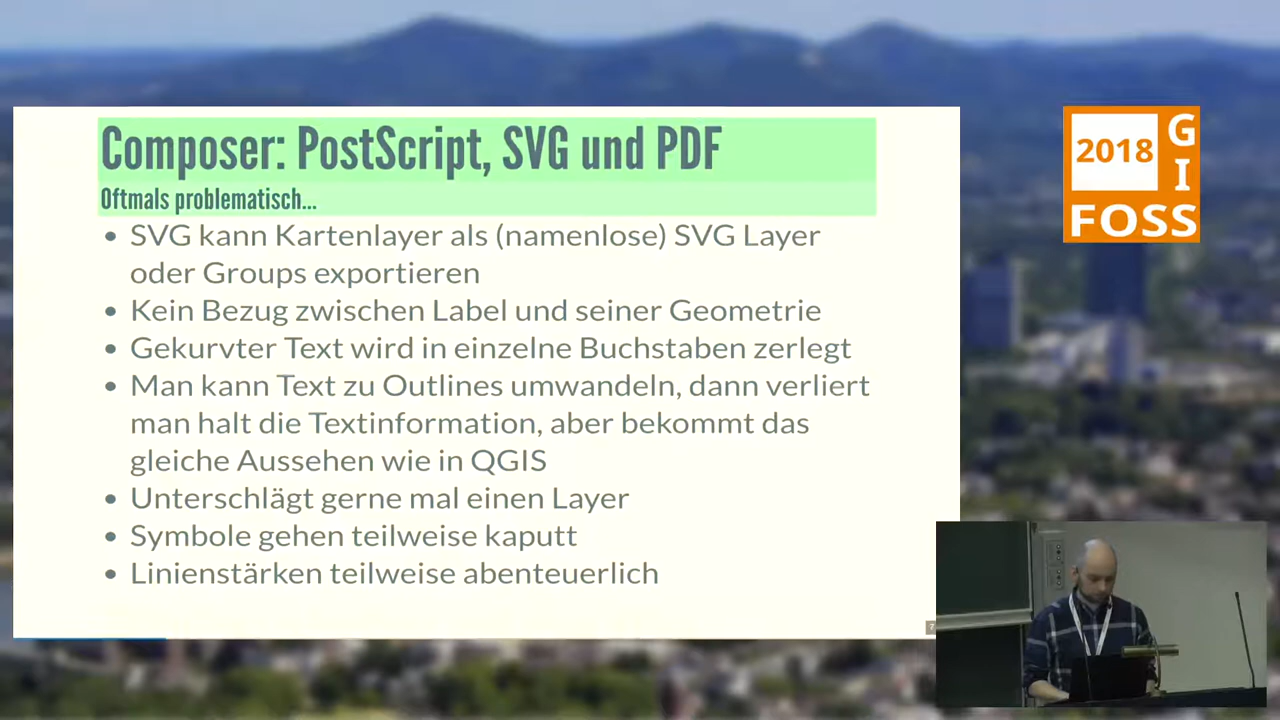 Composer: PostScript, SVG und PDF
Oftmals problematisch...
• SVG kann Kartenlayer als (namenlose) SVG Layer
oder Groups exportieren
• Kein Bezug zwischen Label und seiner Geometrie
• Gekurvter Text wird in einzelne Buchstaben zerlegt
• Man kann Text zu Outlines umwandeln, dann verliert
man halt die Textinformation, aber bekommt das
gleiche Aussehen wie in QGIS
• Unterschlägt gerne mal einen Layer
• Symbole gehen teilweise kaputt
• Linienstärken teilweise abenteuerlich
7
2018
G
I
FOSS